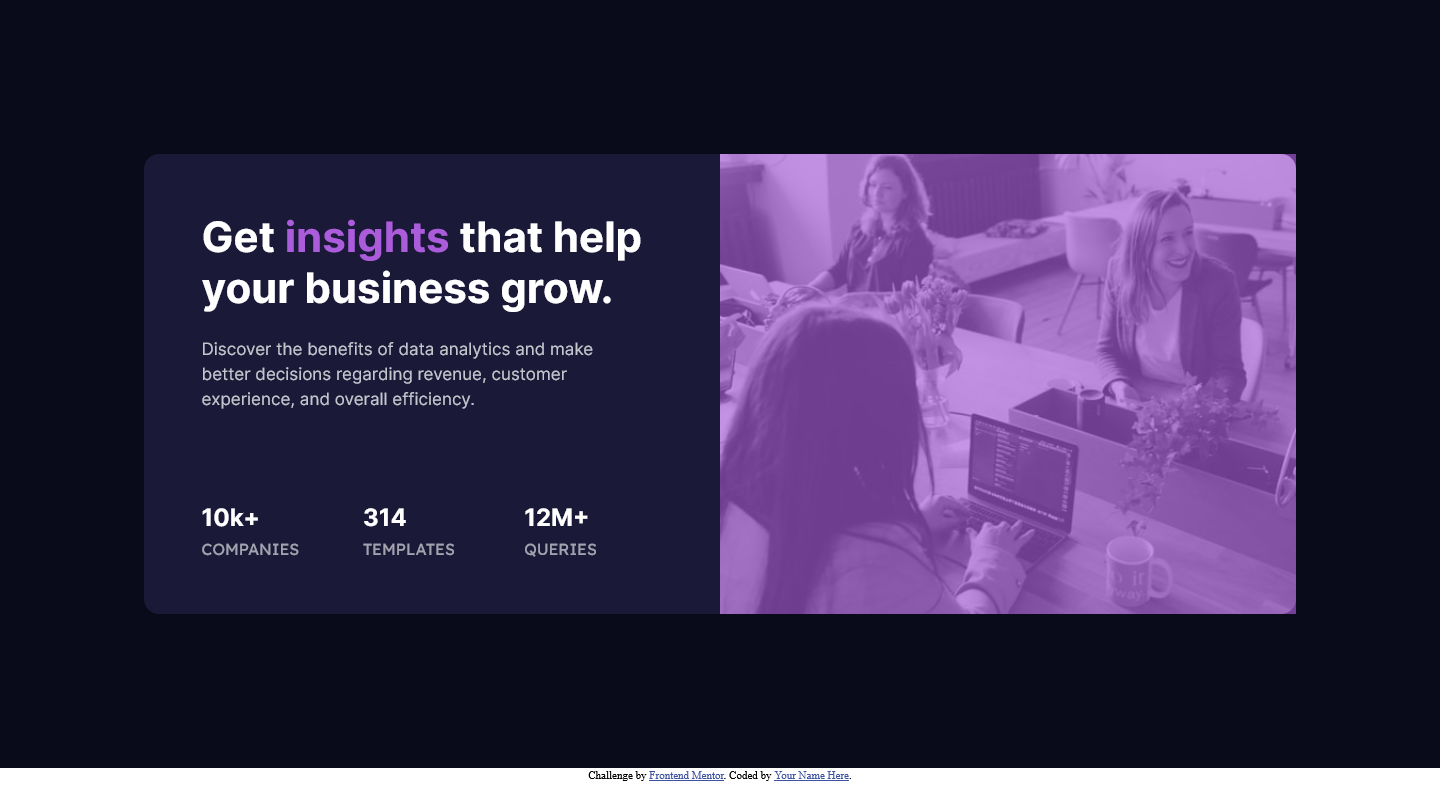 Get insights that help
your business grow.
Discover the benefits of data analytics and make
better decisions regarding revenue, customer
experience, and overall efficiency.
10k+
COMPANIES
314
TEMPLATES
12M+
QUERIES
Challenge by Frontend Mentor. Coded by Your Name Here.